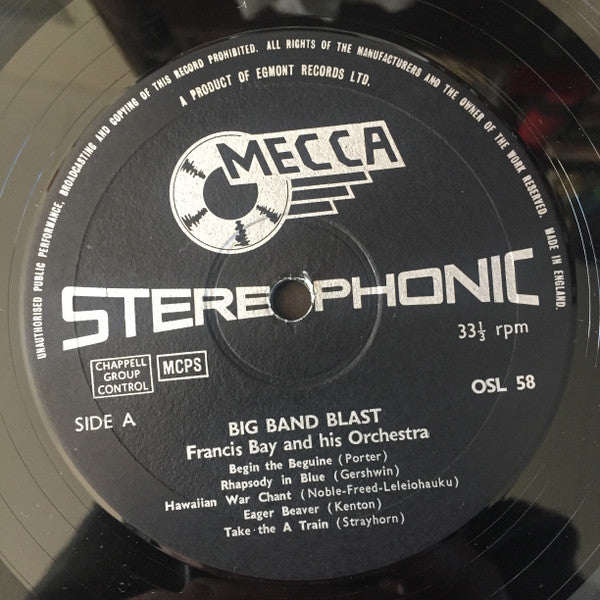 UNAUTHORISED PUBLIC PERFORMANCE, BROADCASTING AND COPYING OF THIS RECORD PROHIBITED. ALL RIGHTS OF THE MANUFACTURERS AND THE OWNER OF THE WORK RESERVED. MADE IN ENGLAND.
A PRODUCT OF EGMONT RECORDS LTD.
MECCA
STEREOPHONIC
33⅓ rpm
CHAPPELL
GROUP
CONTROL
MCPS
OSL 58
SIDE A
BIG BAND BLAST
Francis Bay and his Orchestra
Begin the Beguine (Porter)
Rhapsody in Blue (Gershwin)
Hawaiian War Chant (Noble-Freed-Leleiohauku)
Eager Beaver (Kenton)
Take the A Train (Strayhorn)